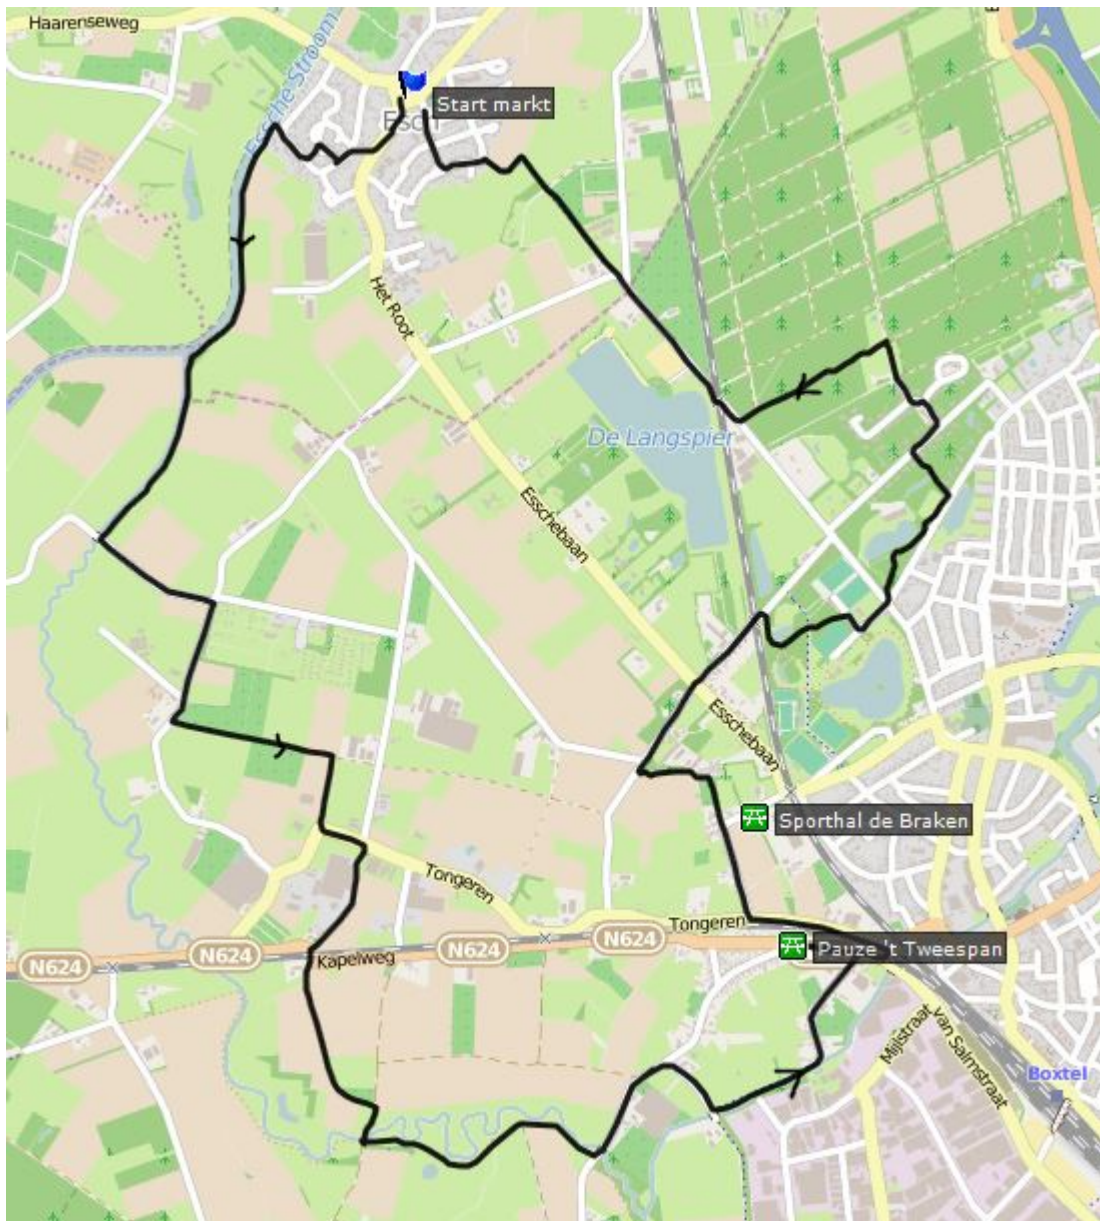 Haarenseweg
Essche Stroom
Start markt
Esch
Het Root
De Langspier
Esschebaan
Esschebaan
Sporthal de Braken
Tongeren
Tongeren
N624
N624
N624
Pauze 't Tweespan
Kapelweg
Mijlstraat
van Salmstraat
Boxtel